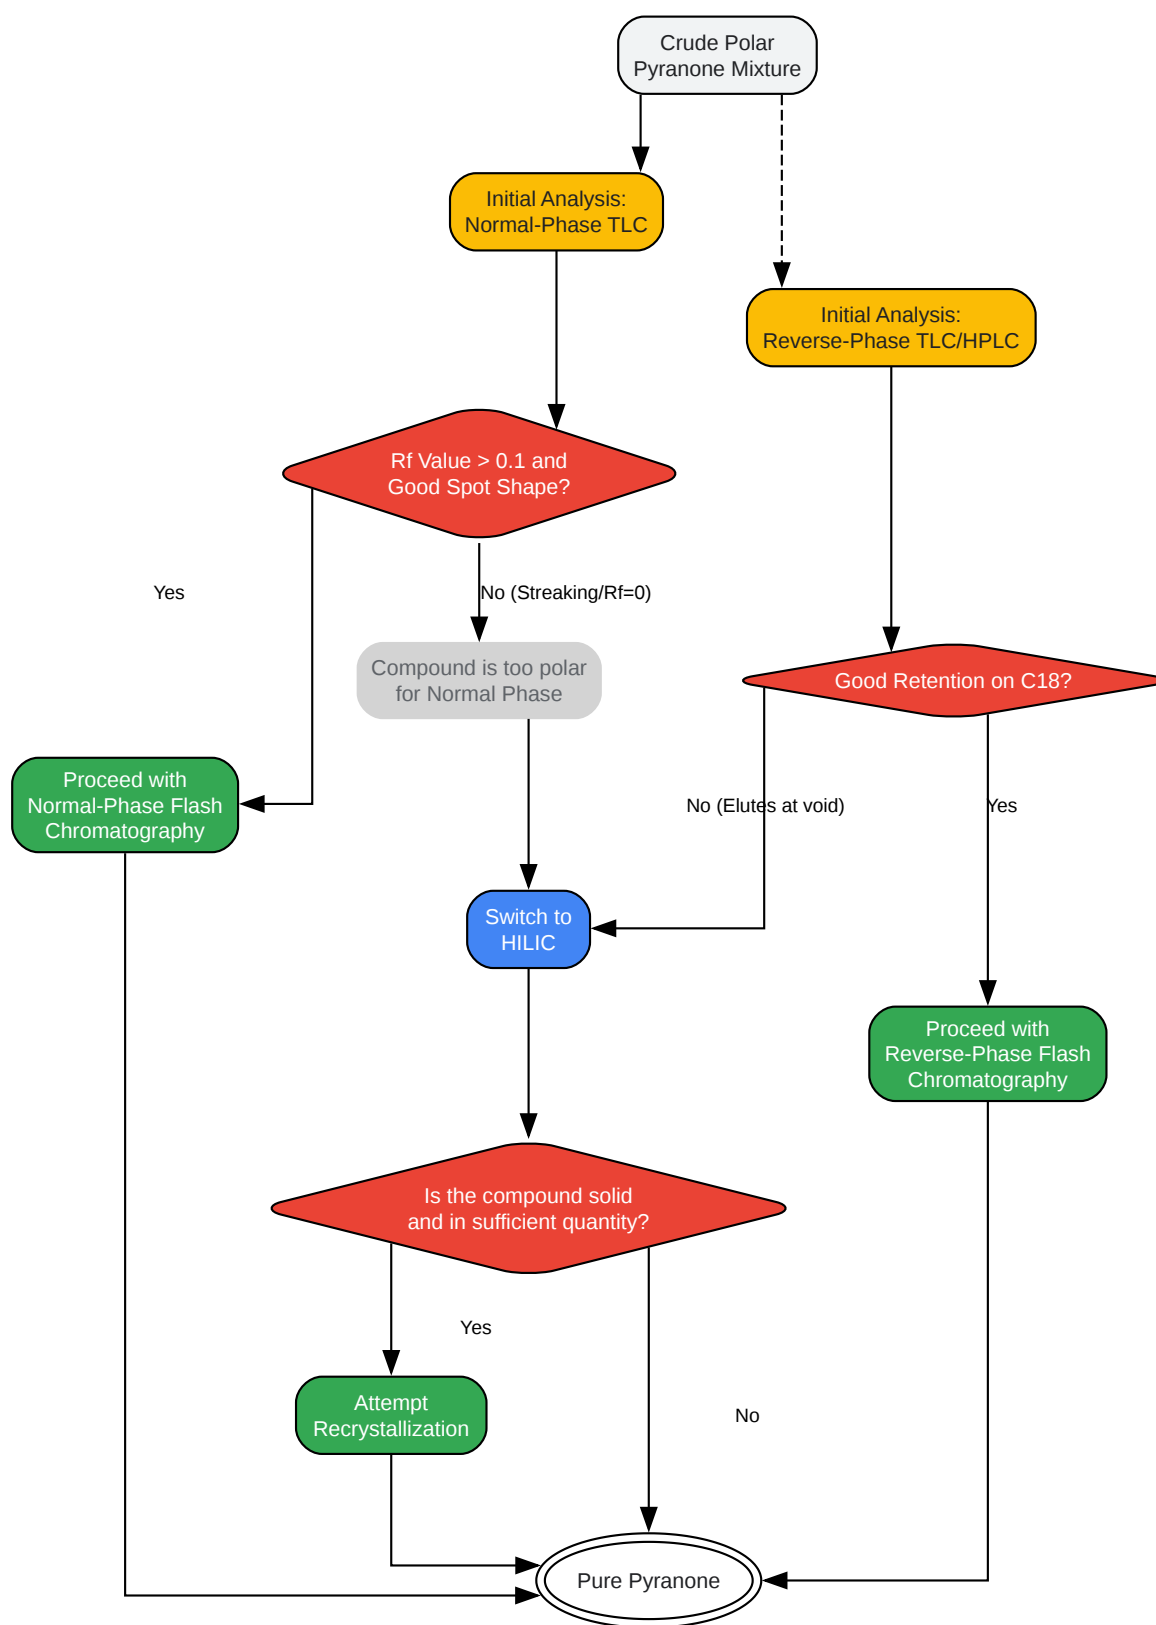 Crude Polar
Pyranone Mixture
Initial Analysis:
Normal-Phase TLC
Initial Analysis:
Reverse-Phase TLC/HPLC
Rf Value > 0.1 and
Good Spot Shape?
Yes
No (Streaking/Rf=0)
Compound is too polar
for Normal Phase
Good Retention on C18?
Proceed with
Normal-Phase Flash
Chromatography
No (Elutes at void)
Yes
Switch to
HILIC
Proceed with
Reverse-Phase Flash
Chromatography
Is the compound solid
and in sufficient quantity?
Yes
Attempt
Recrystallization
No
Pure Pyranone